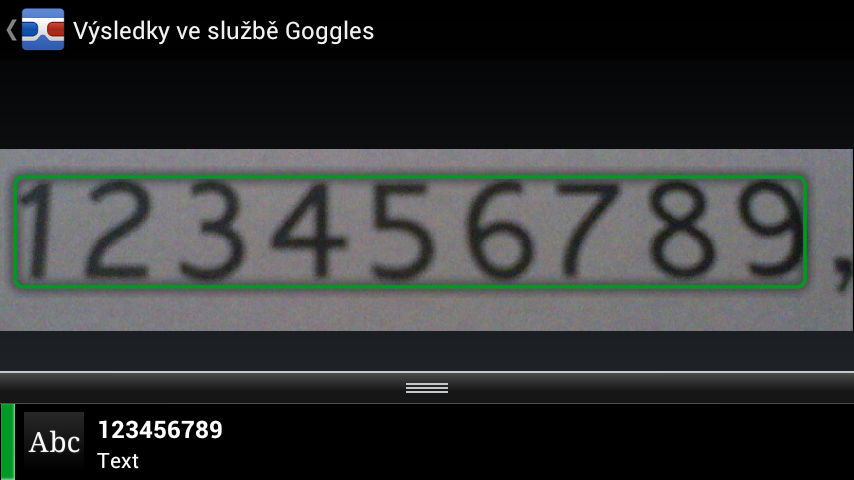 Výsledky ve službě Goggles
123456789,
Abc
123456789
Text